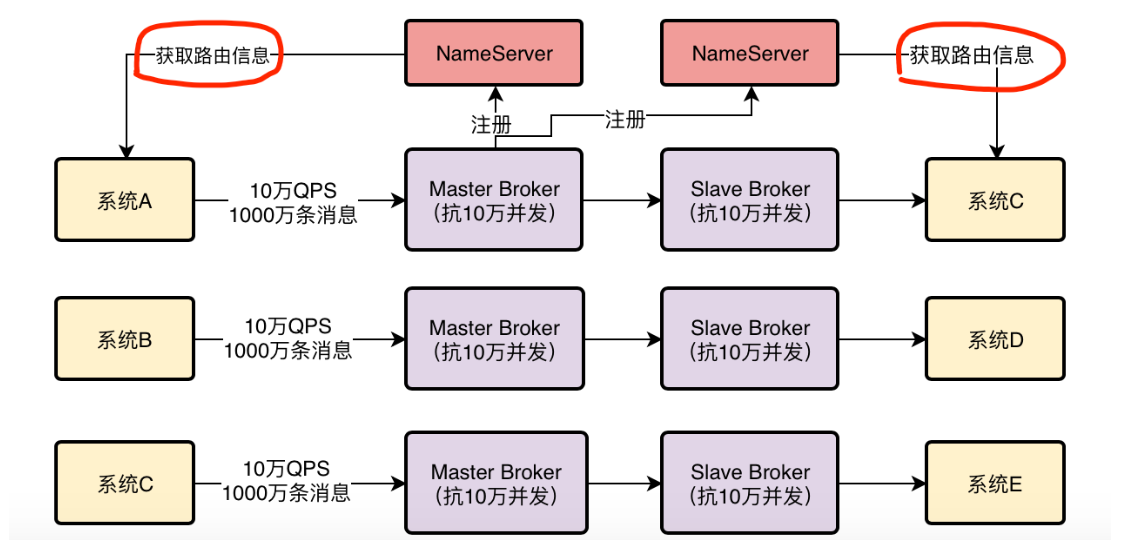 获取路由信息
NameServer
NameServer
获取路由信息
注册
注册
系统A
10万QPS
1000万条消息
Master Broker
（抗10万并发）
Slave Broker
（抗10万并发）
系统C
系统B
10万QPS
1000万条消息
Master Broker
（抗10万并发）
Slave Broker
（抗10万并发）
系统D
系统C
10万QPS
1000万条消息
Master Broker
（抗10万并发）
Slave Broker
（抗10万并发）
系统E